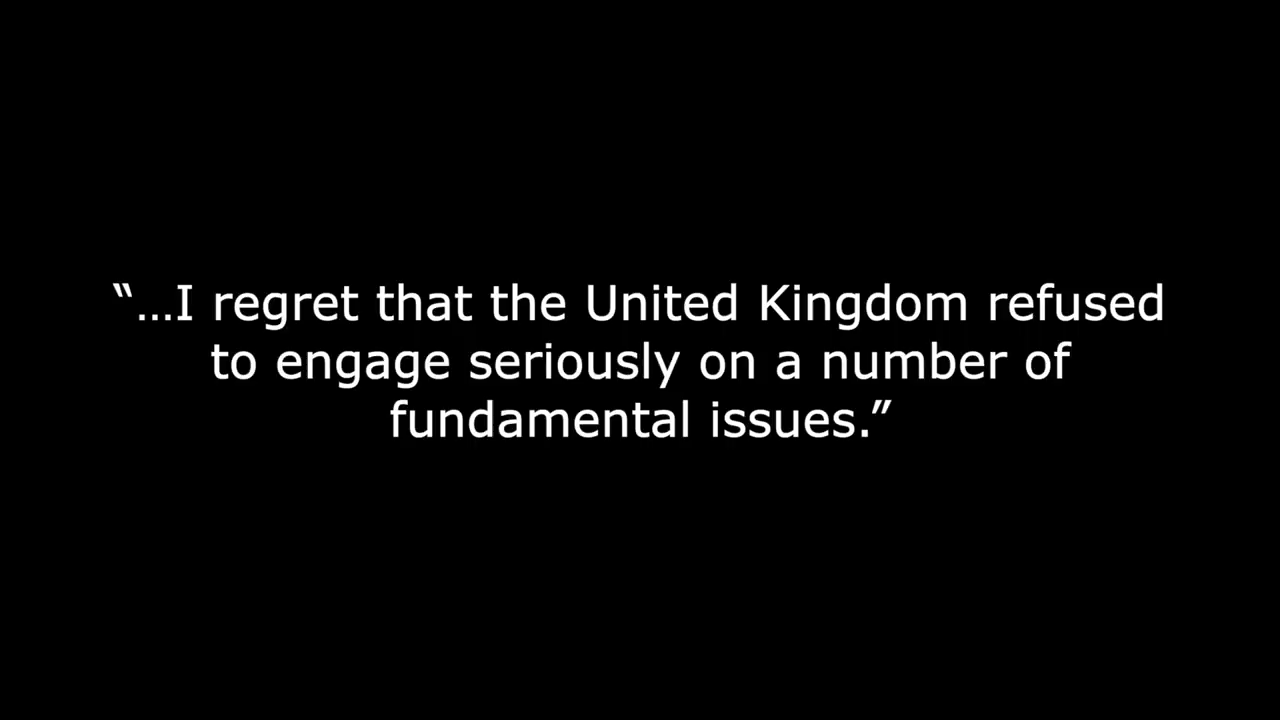 “…I regret that the United Kingdom refused
to engage seriously on a number of
fundamental issues.”